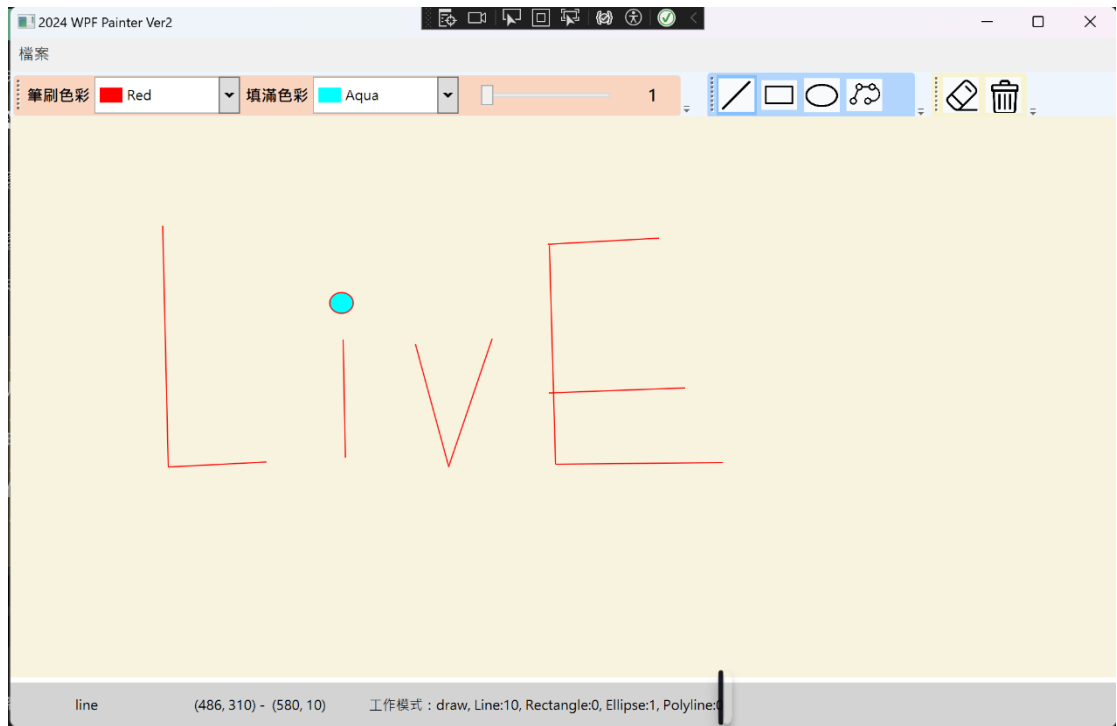 2024 WPF Painter Ver2
檔案
筆刷色彩 Red 填滿色彩 Aqua 1
LiVE
line (486, 310) - (580, 10) 工作模式 : draw, Line:10, Rectangle:0, Ellipse:1, Polyline: